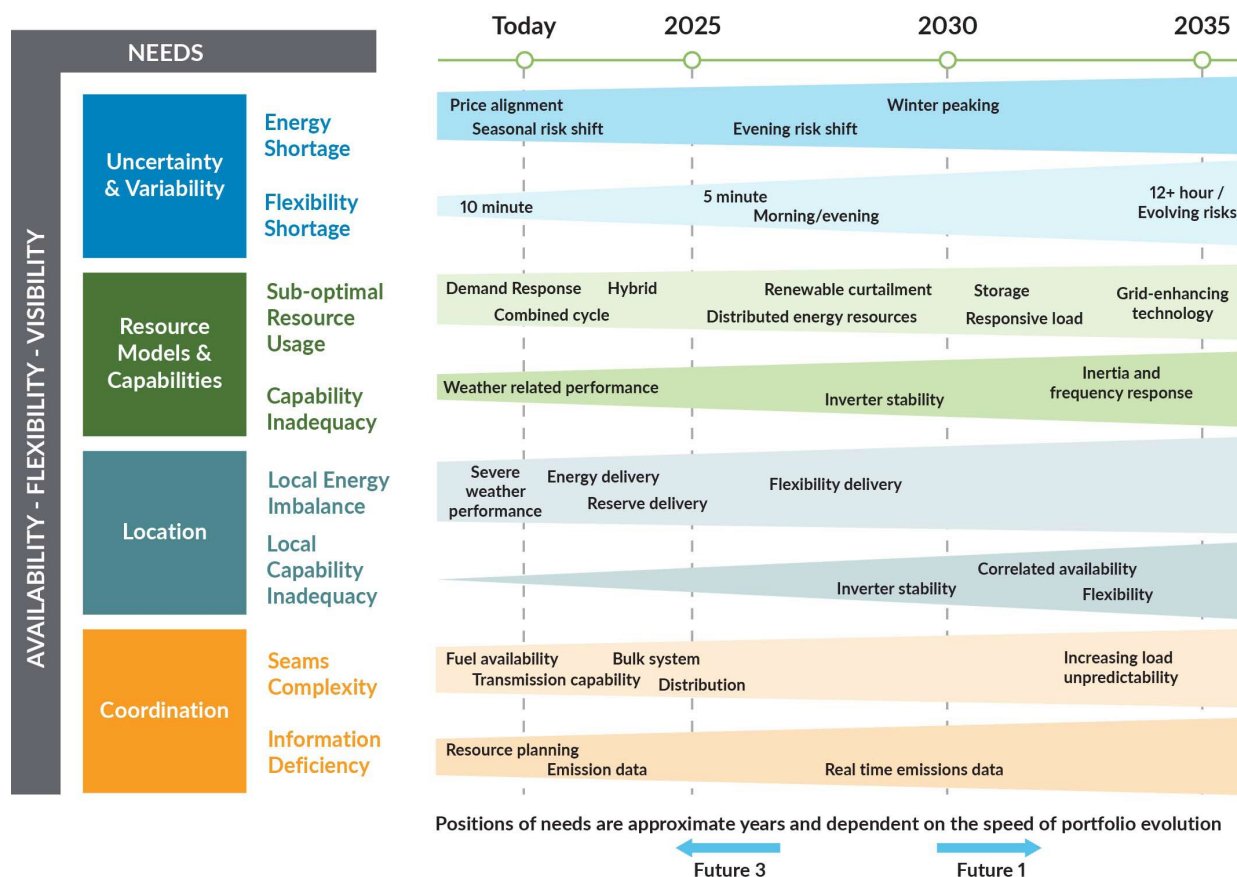 Today
2025
2030
2035
NEEDS
AVAILABILITY - FLEXIBILITY - VISIBILITY
Uncertainty
& Variability
Energy
Shortage
Price alignment
Seasonal risk shift
Evening risk shift
Winter peaking
Flexibility
Shortage
10 minute
5 minute
Morning/evening
12+ hour /
Evolving risks
Resource
Models &
Capabilities
Sub-optimal
Resource
Usage
Demand Response
Hybrid
Combined cycle
Renewable curtailment
Distributed energy resources
Storage
Responsive load
Grid-enhancing
technology
Capability
Inadequacy
Weather related performance
Inverter stability
Inertia and
frequency response
Location
Local Energy
Imbalance
Severe
weather
performance
Energy delivery
Reserve delivery
Flexibility delivery
Local
Capability
Inadequacy
Inverter stability
Correlated availability
Flexibility
Coordination
Seams
Complexity
Fuel availability
Transmission capability
Bulk system
Distribution
Increasing load
unpredictability
Information
Deficiency
Resource planning
Emission data
Real time emissions data
Positions of needs are approximate years and dependent on the speed of portfolio evolution
Future 3
Future 1